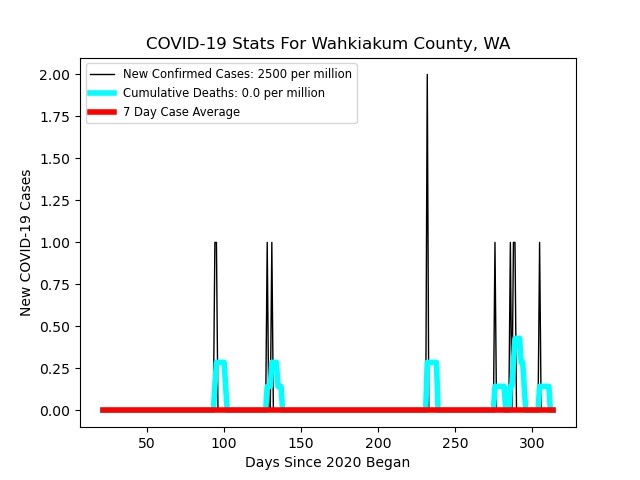 COVID-19 Stats For Wahkiakum County, WA
New Confirmed Cases: 2500 per million
Cumulative Deaths: 0.0 per million
7 Day Case Average
2.00
1.75
1.50
1.25
1.00
0.75
0.50
0.25
0.00
New COVID-19 Cases
50 100 150 200 250 300
Days Since 2020 Began